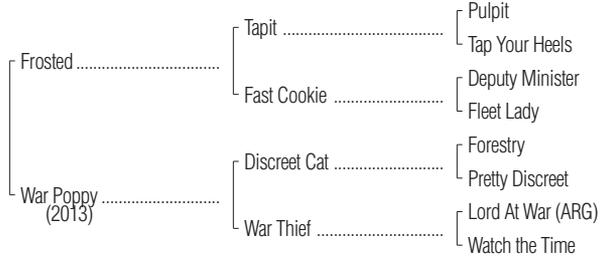 Pulpit
Tapit ................................................
Tap Your Heels
Frosted ..........................................
Deputy Minister
Fast Cookie ................................
Fleet Lady
Forestry
Discreet Cat ................................
Pretty Discreet
War Poppy ...................................
(2013)
Lord At War (ARG)
War Thief .....................................
Watch the Time